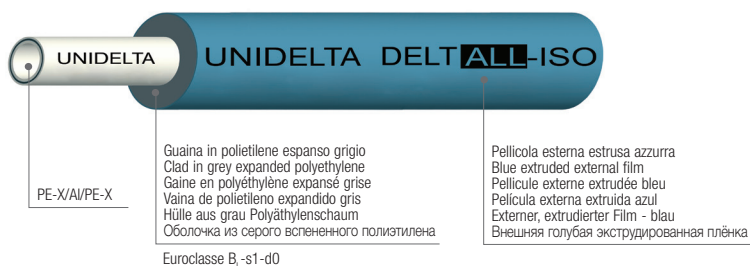 UNIDELTA
UNIDELTA DELTALL-ISO
PE-X/Al/PE-X
Guaina in polietilene espanso grigio
Clad in grey expanded polyethylene
Gaine en polyéthylène expansé grise
Vaina de polietileno expandido gris
Hülle aus grau Polyäthylenschaum
Оболочка из серого вспененного полиэтилена
Euroclasse B,-s1-d0
Pellicola esterna estrusa azzurra
Blue extruded external film
Pellicule externe extrudée bleu
Película externa extruida azul
Externer, extrudierter Film - blau
Внешняя голубая экструдированная плёнка